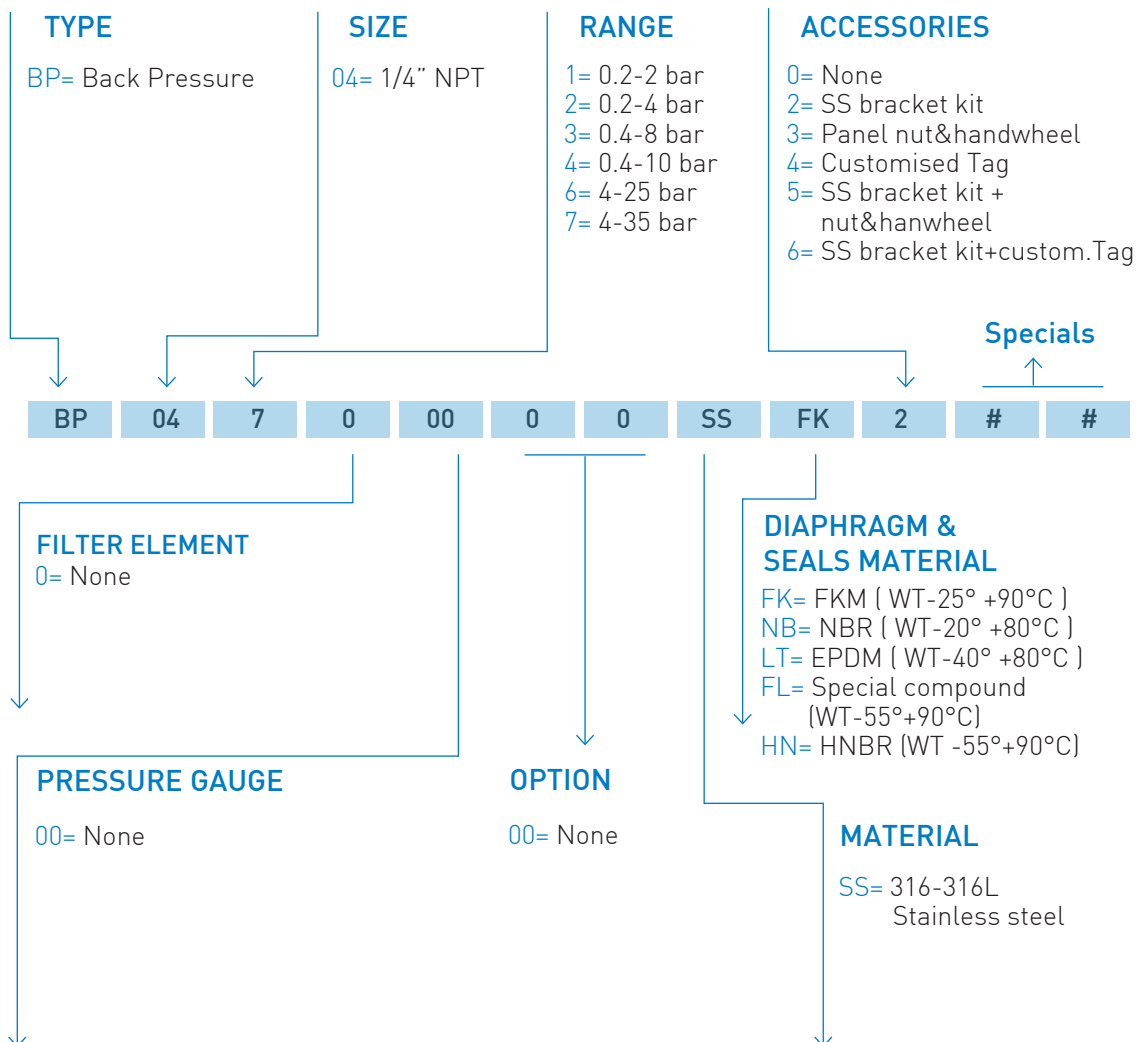 TYPE
BP= Back Pressure
SIZE
04= 1/4” NPT
RANGE
1= 0.2-2 bar
2= 0.2-4 bar
3= 0.4-8 bar
4= 0.4-10 bar
6= 4-25 bar
7= 4-35 bar
ACCESSORIES
0= None
2= SS bracket kit
3= Panel nut&handwheel
4= Customised Tag
5= SS bracket kit +
nut&hanwheel
6= SS bracket kit+custom.Tag
Specials
BP 04 7 0 00 0 0 SS FK 2 # #
FILTER ELEMENT
0= None
PRESSURE GAUGE
00= None
OPTION
00= None
DIAPHRAGM &
SEALS MATERIAL
FK= FKM ( WT-25° +90°C )
NB= NBR ( WT-20° +80°C )
LT= EPDM ( WT-40° +80°C )
FL= Special compound
(WT-55°+90°C)
HN= HNBR (WT -55°+90°C)
MATERIAL
SS= 316-316L
Stainless steel